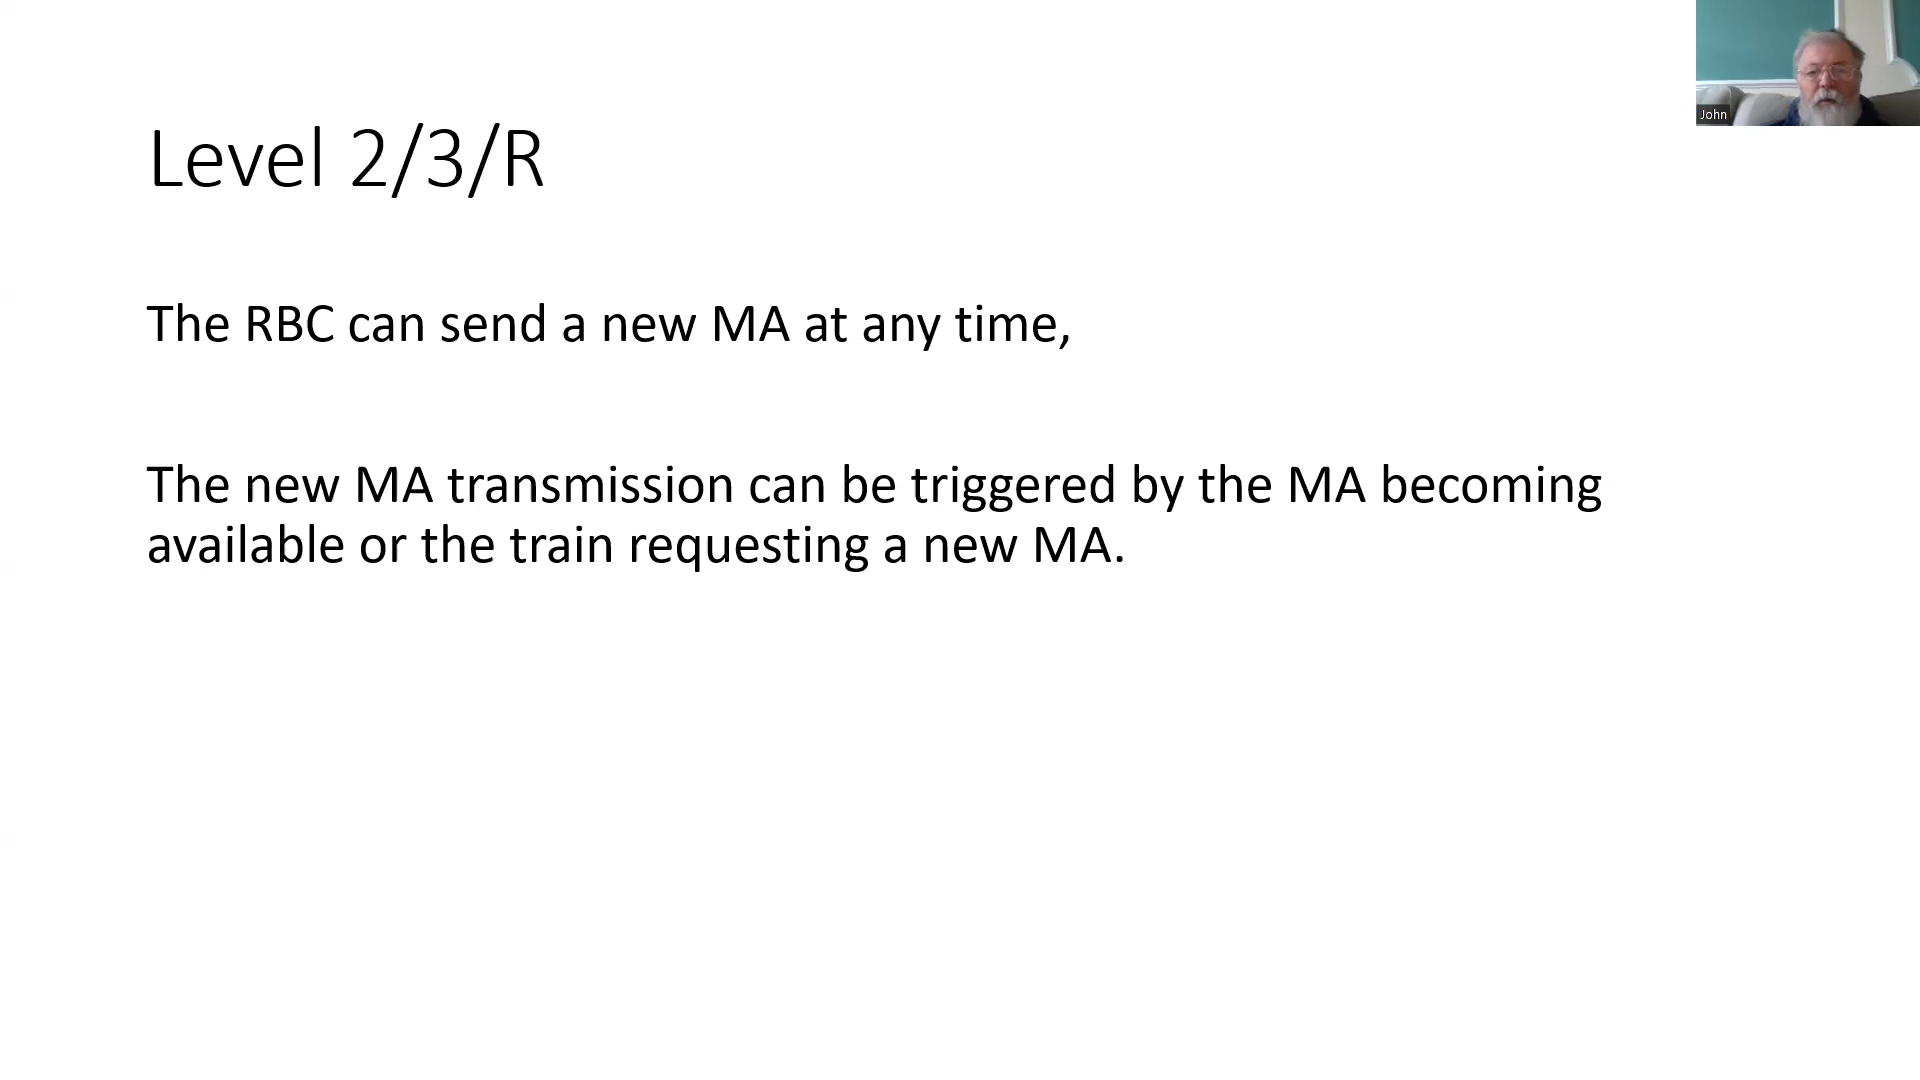 Level 2/3/R
The RBC can send a new MA at any time,
The new MA transmission can be triggered by the MA becoming
available or the train requesting a new MA.
John